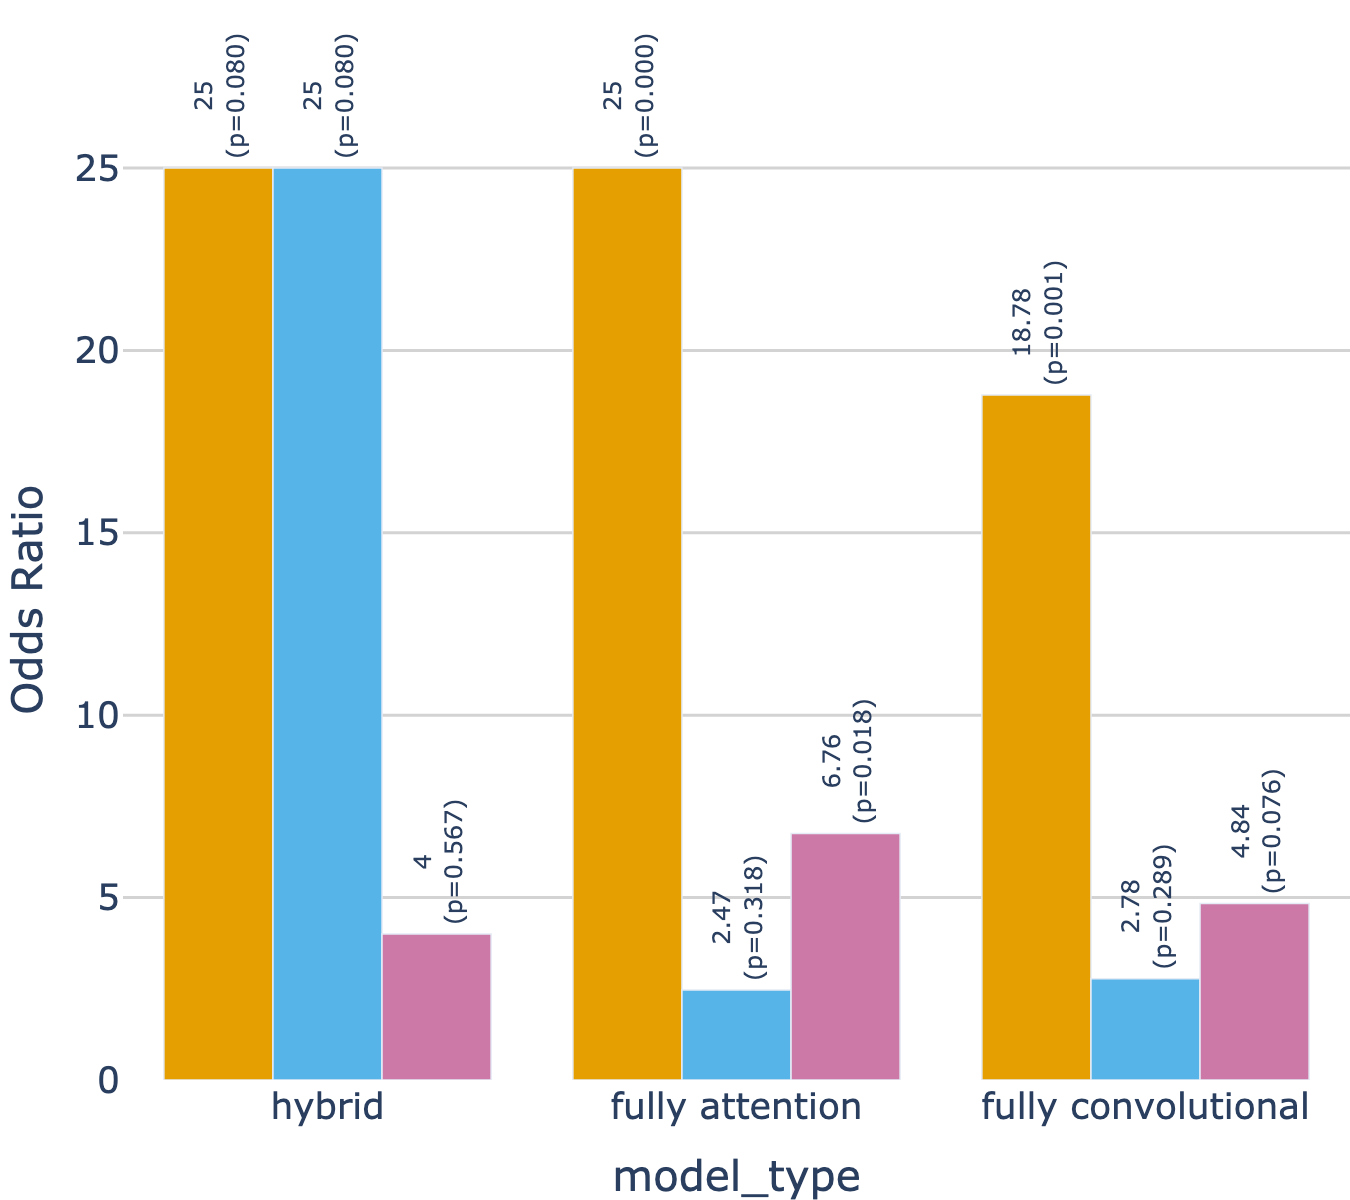 25
(p=0.080)
25
(p=0.080)
4
(p=0.567)
25
(p=0.000)
2.47
(p=0.318)
6.76
(p=0.018)
18.78
(p=0.001)
2.78
(p=0.289)
4.84
(p=0.076)
25
20
15
10
5
0
Odds Ratio
hybrid
fully attention
fully convolutional
model_type